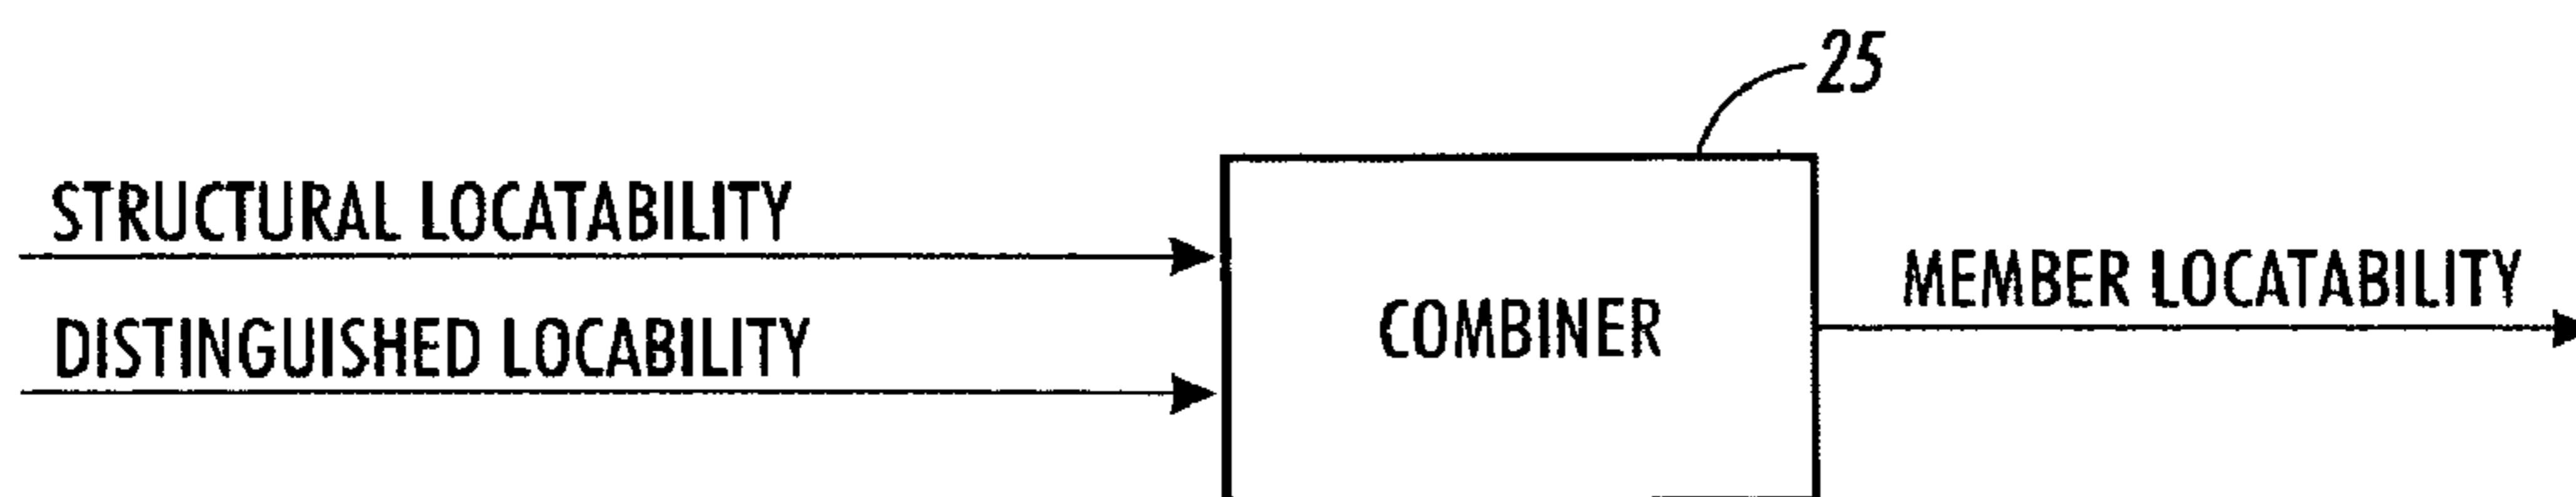 25
STRUCTURAL LOCATABILITY
DISTINGUISHED LOCABILITY
COMBINER
MEMBER LOCATABILITY